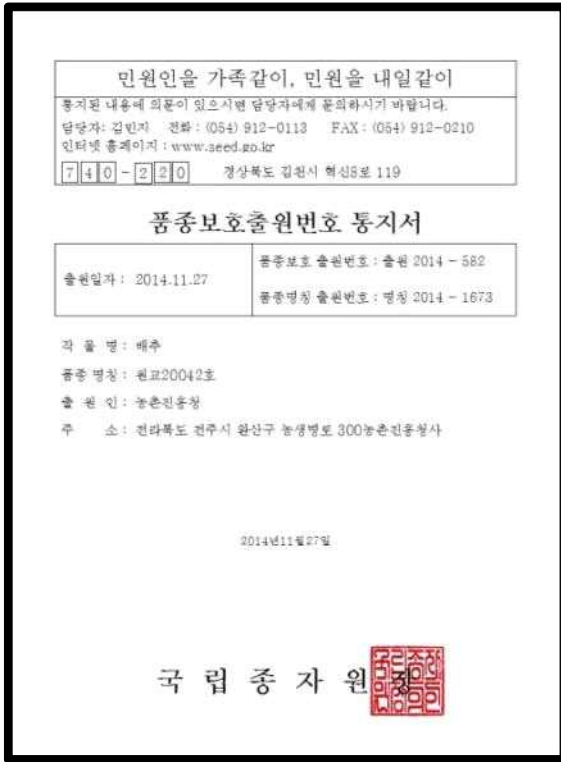 민원인을 가족같이, 민원을 내일같이
통지된 내용에 의문이 있으시면 담당자에게 문의하시기 바랍니다.
담당자: 김민지 전화 : (054) 912-0113 FAX : (054) 912-0210
인터넷 홈페이지 : www.seed.go.kr
740-220 경상북도 김천시 혁신8로 119
품종보호출원번호 통지서
출원일자 : 2014.11.27
품종보호 출원번호 : 출원 2014 - 582
품종명칭 출원번호 : 명칭 2014 - 1673
작 물 명 : 배추
품종 명칭 : 원교20042호
출 원 인 : 농촌진흥청
주 소 : 전라북도 전주시 완산구 농생명로 300농촌진흥청사
2014년11월27일
국 립 종 자 원 장